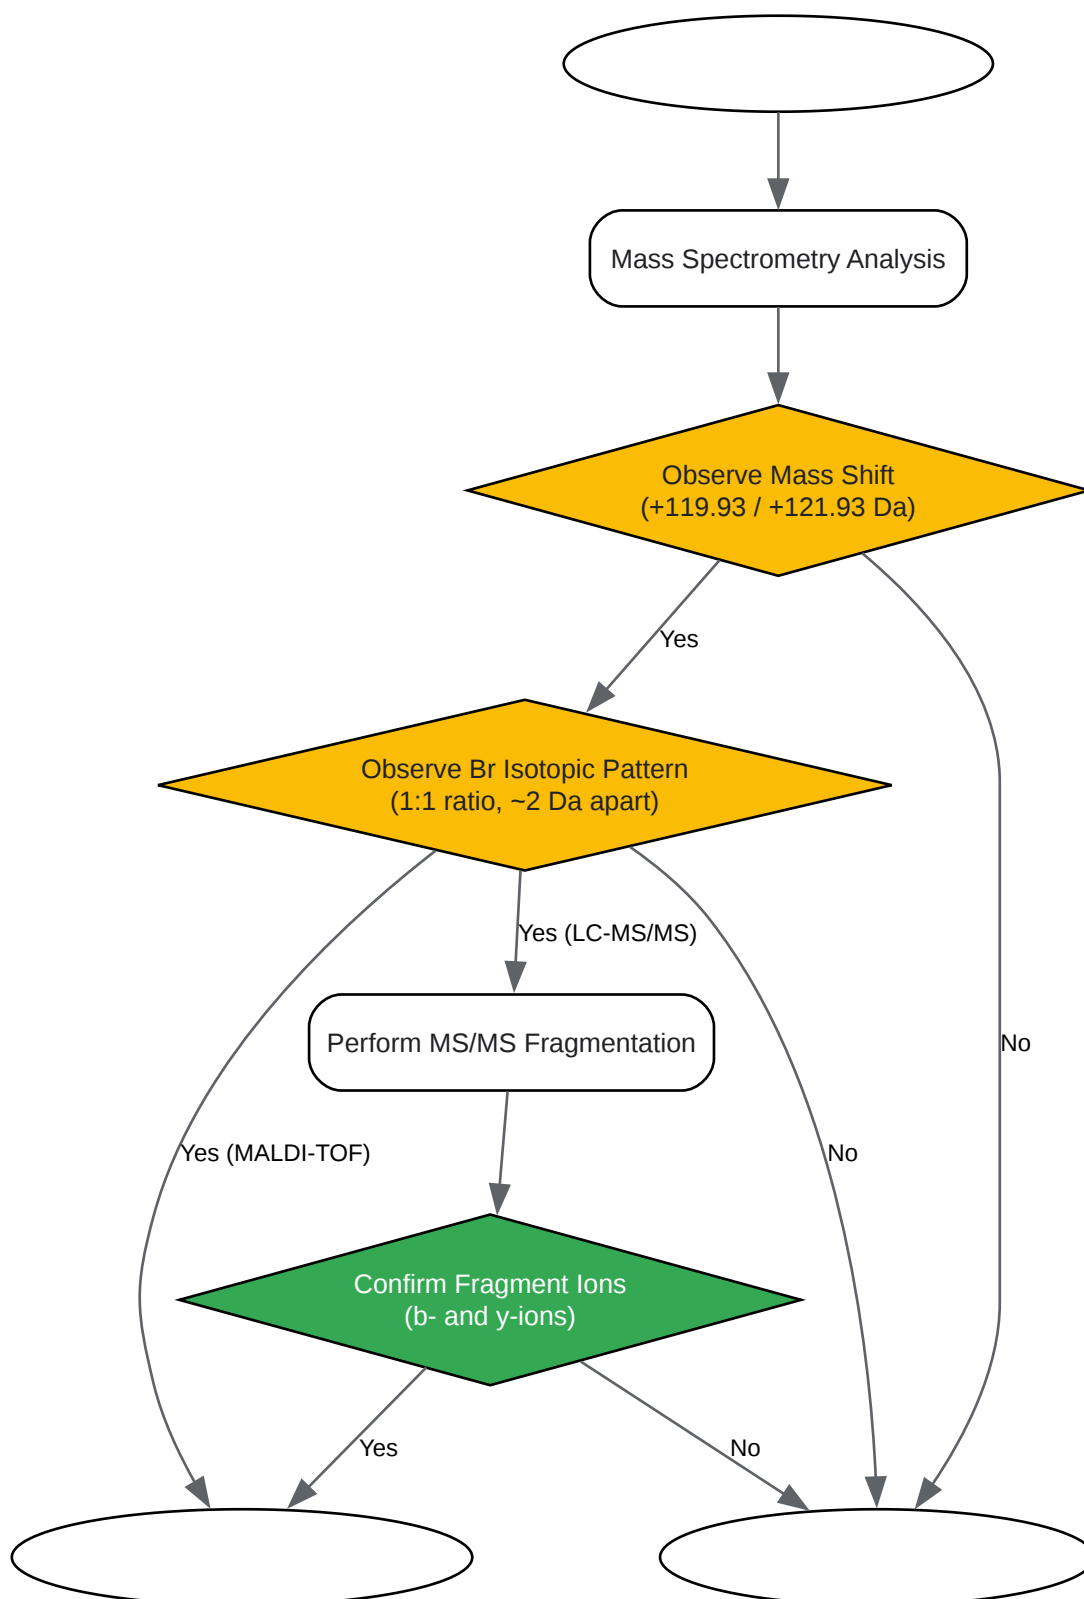 Mass Spectrometry Analysis
Observe Mass Shift
(+119.93 / +121.93 Da)
Yes
Observe Br Isotopic Pattern
(1:1 ratio, ~2 Da apart)
Yes (LC-MS/MS)
Perform MS/MS Fragmentation
No
Yes (MALDI-TOF)
No
Confirm Fragment Ions
(b- and y-ions)
Yes
No